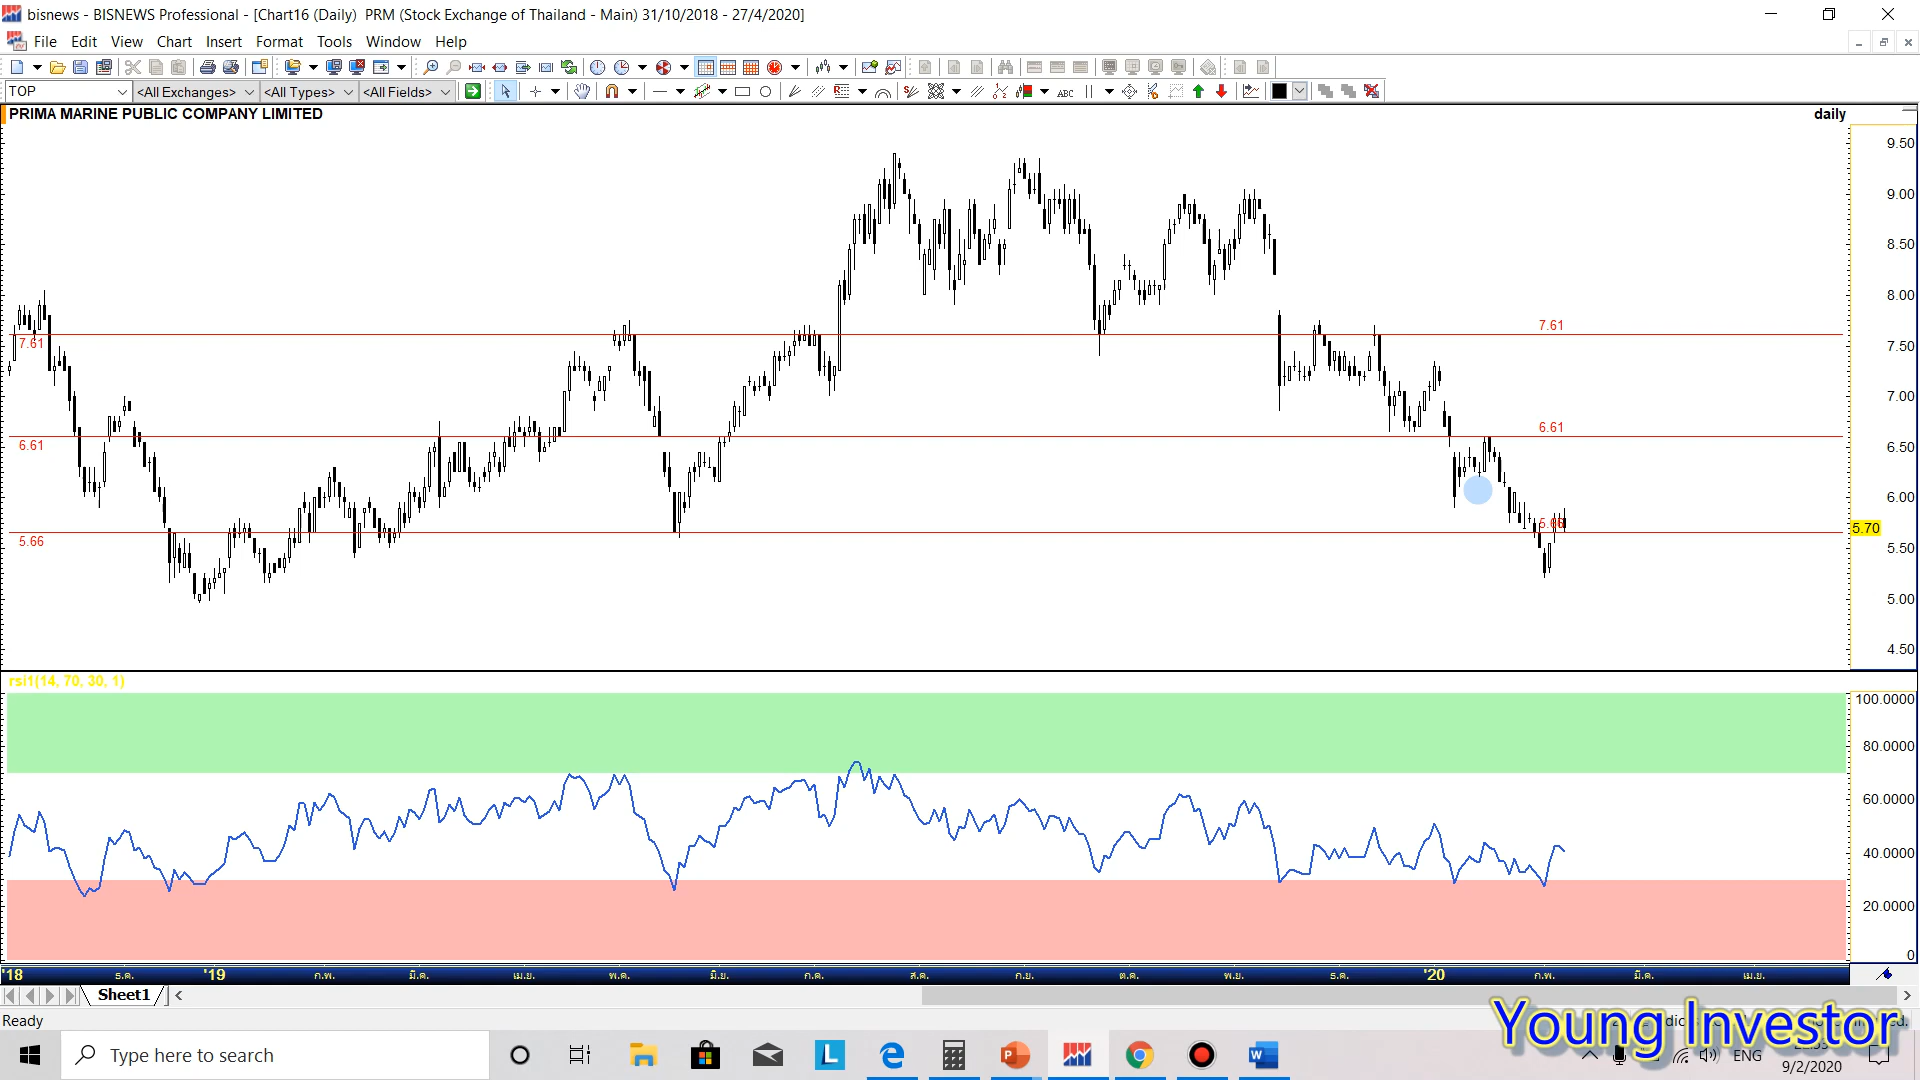 bisnews - BISNEWS Professional - [Chart16 (Daily)  PRM (Stock Exchange of Thailand - Main) 31/10/2018 - 27/4/2020]
File Edit View Chart Insert Format Tools Window Help
TOP <All Exchanges> <All Types> <All Fields> ABC
PRIMA MARINE PUBLIC COMPANY LIMITED daily
9.50
9.00
8.50
8.00
7.61 7.61
7.50
7.00
6.61 6.61
6.50
6.00
5.70
5.66
5.50
5.00
4.50
rsi1(14, 70, 30, 1)
100.0000
80.0000
60.0000
40.0000
20.0000
0
'18 ธ.ค. '19 ก.พ. มี.ค. เม.ย. พ.ค. มิ.ย. ก.ค. ส.ค. ก.ย. ต.ค. พ.ย. ธ.ค. '20 ก.พ. มี.ค. เม.ย.
Sheet1
Ready
Young Investor
Type here to search
ENG
9/2/2020